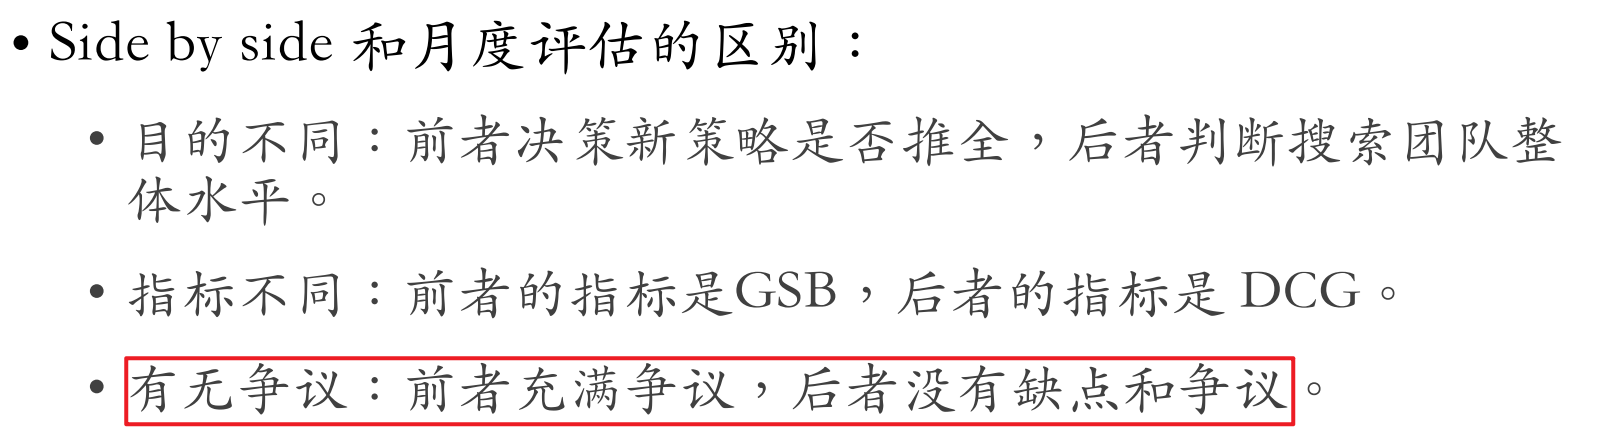 • Side by side 和月度评估的区别：
• 目的不同：前者决策新策略是否推全，后者判断搜索团队整
体水平。
• 指标不同：前者的指标是GSB，后者的指标是 DCG。
• 有无争议：前者充满争议，后者没有缺点和争议。